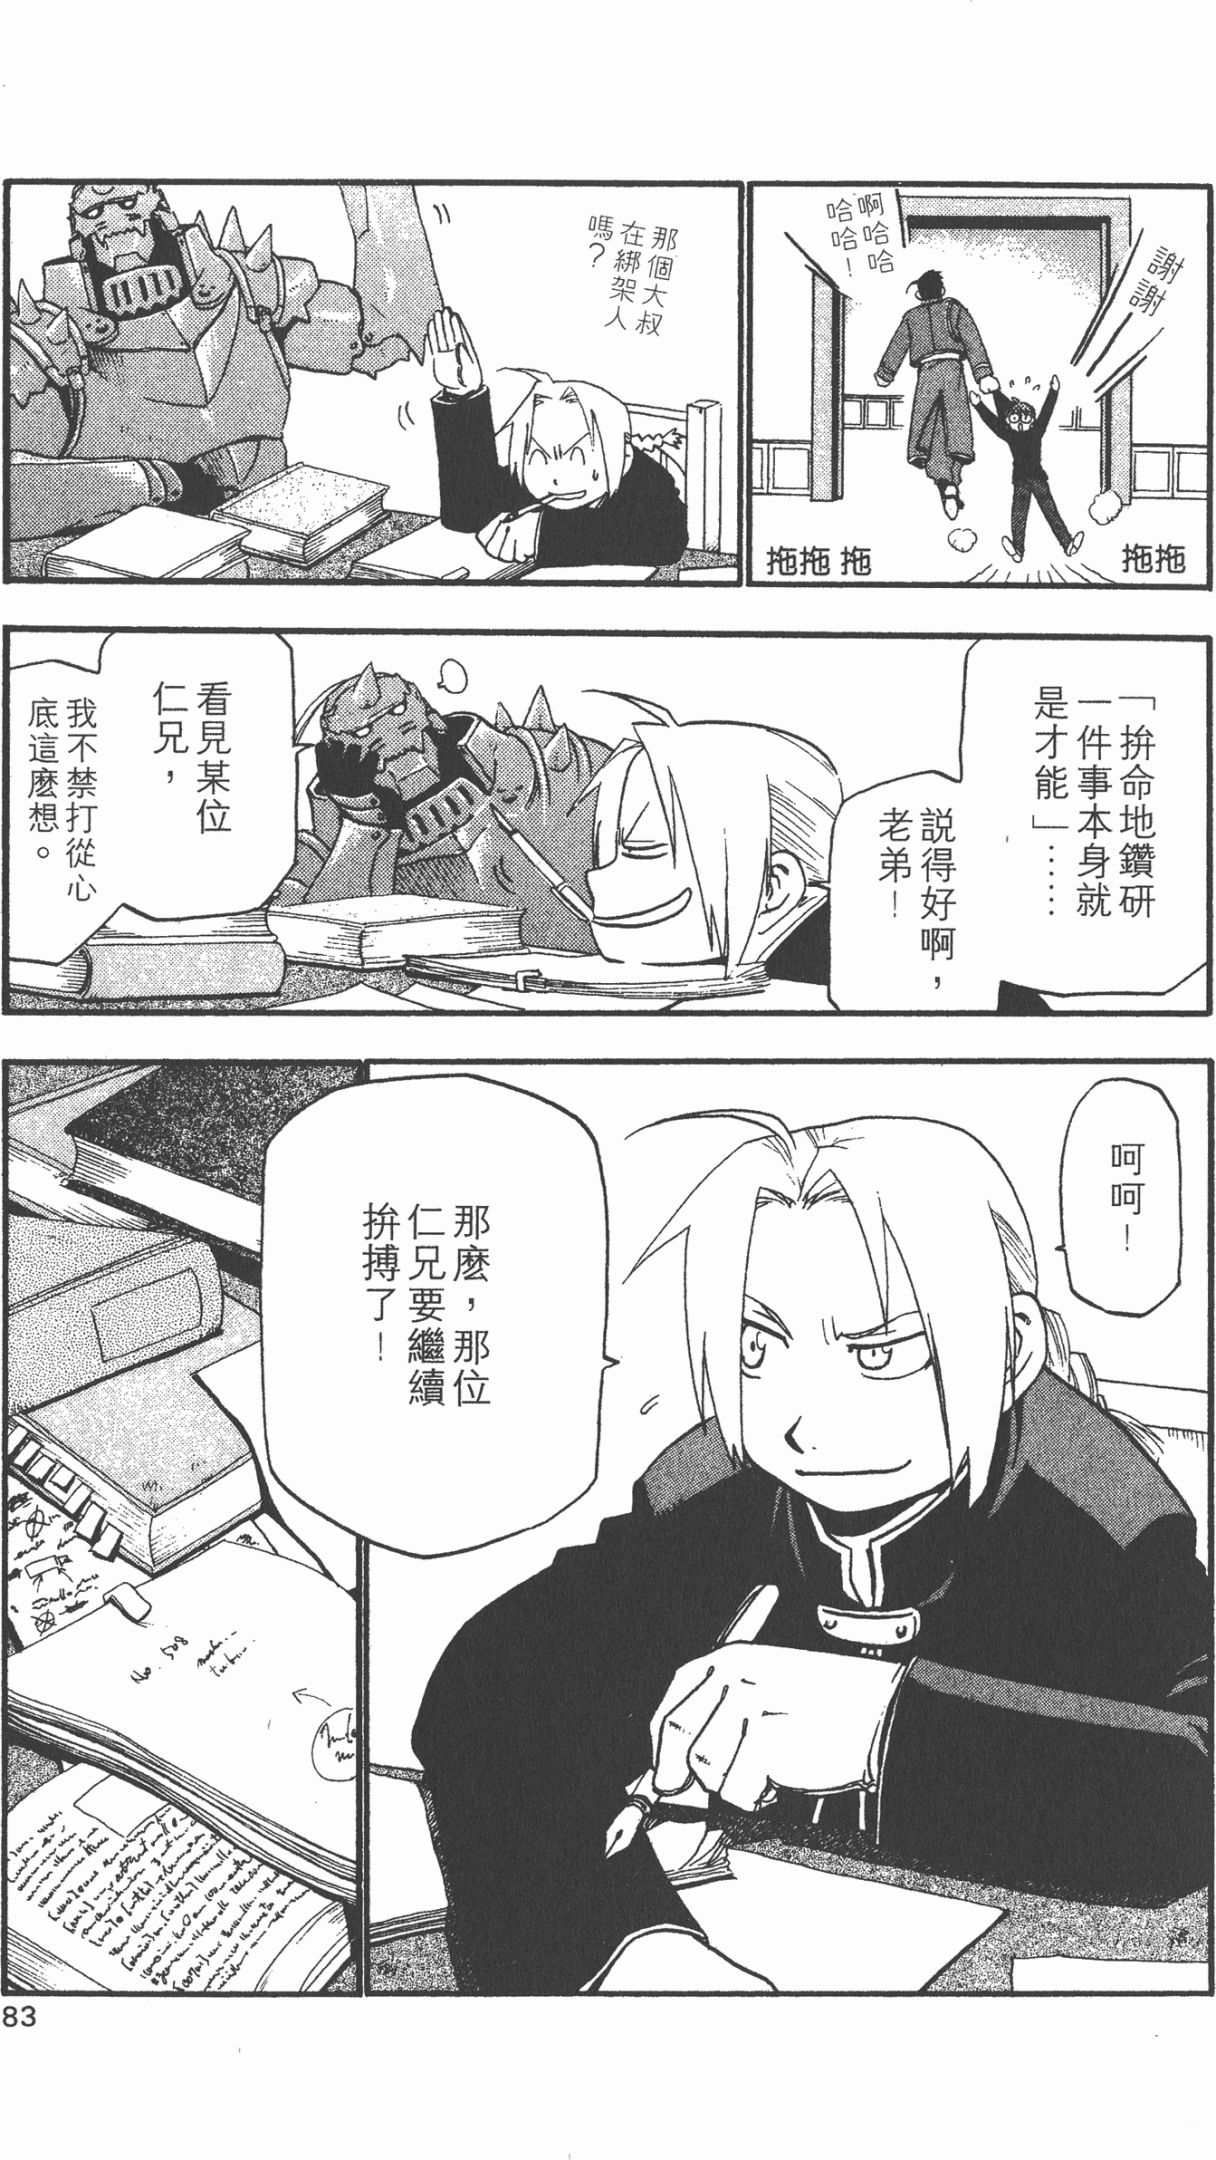 啊哈哈
哈哈！
謝謝
拖拖
拖拖 拖
那個大叔
在綁架人
嗎？
「拚命地鑽研
一件事本身就
是才能」……
說得好啊，
老弟！
看見某位
仁兄，
我不禁打從心
底這麼想。
呵呵！
那麼，那位
仁兄要繼續
拚搏了！
No. 508
83